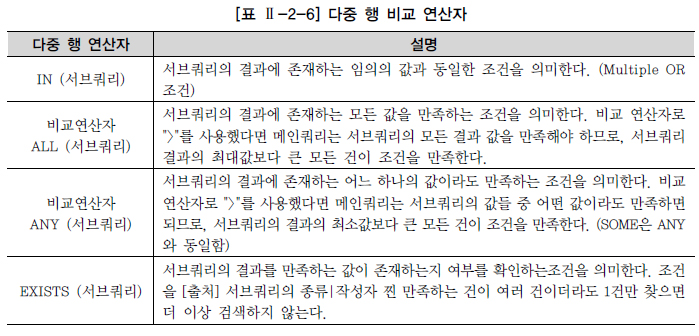 [표 Ⅱ-2-6] 다중 행 비교 연산자
다중 행 연산자
설명
IN (서브쿼리)
서브쿼리의 결과에 존재하는 임의의 값과 동일한 조건을 의미한다. (Multiple OR
조건)
비교연산자
ALL (서브쿼리)
서브쿼리의 결과에 존재하는 모든 값을 만족하는 조건을 의미한다. 비교 연산자로
"〉"를 사용했다면 메인쿼리는 서브쿼리의 모든 결과 값을 만족해야 하므로, 서브쿼리
결과의 최대값보다 큰 모든 건이 조건을 만족한다.
비교연산자
ANY (서브쿼리)
서브쿼리의 결과에 존재하는 어느 하나의 값이라도 만족하는 조건을 의미한다. 비교
연산자로 "〉"를 사용했다면 메인쿼리는 서브쿼리의 값들 중 어떤 값이라도 만족하면
되므로, 서브쿼리의 결과의 최소값보다 큰 모든 건이 조건을 만족한다. (SOME은 ANY
와 동일함)
EXISTS (서브쿼리)
서브쿼리의 결과를 만족하는 값이 존재하는지 여부를 확인하는조건을 의미한다. 조건
을 [출처] 서브쿼리의 종류|작성자 찐 만족하는 건이 여러 건이더라도 1건만 찾으면
더 이상 검색하지 않는다.